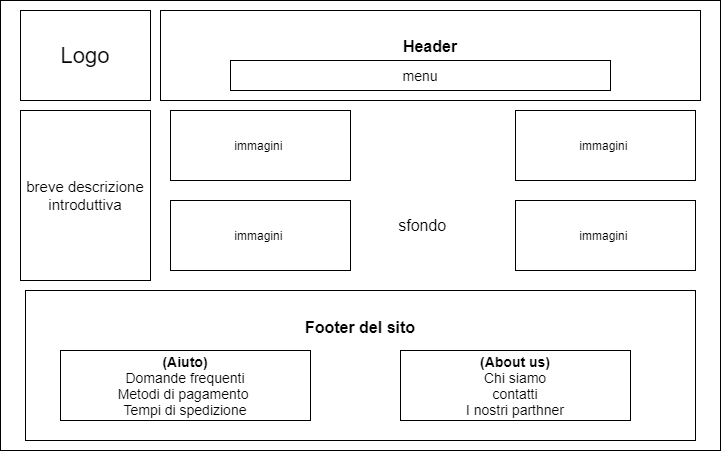 Logo
Header
menu
breve descrizione
introduttiva
immagini
immagini
immagini
sfondo
immagini
Footer del sito
(Aiuto)
Domande frequenti
Metodi di pagamento
Tempi di spedizione
(About us)
Chi siamo
contatti
I nostri parthner